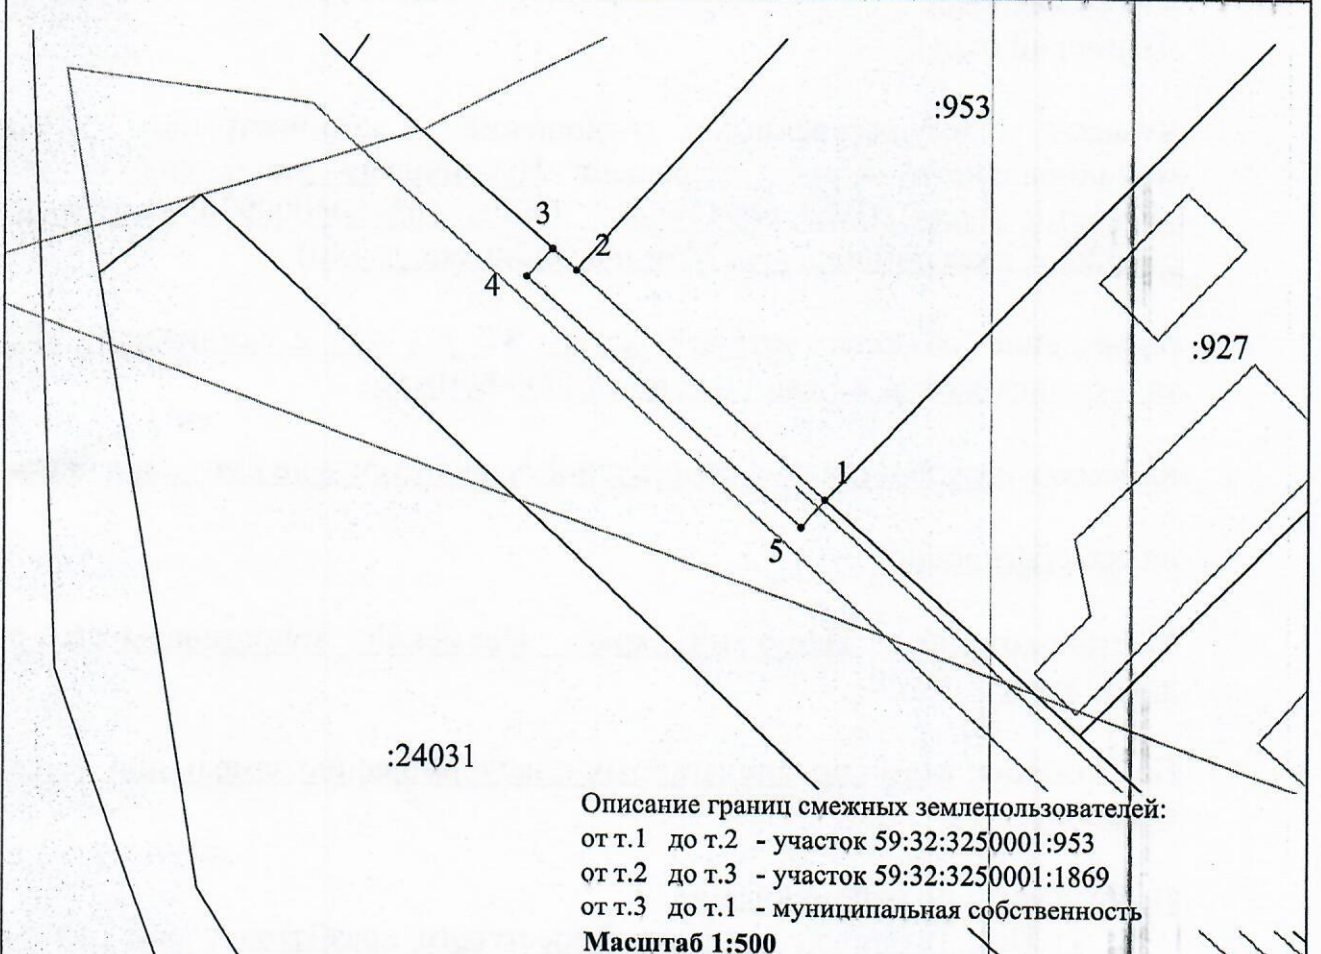 :953
3
2
4
:927
1
5
:24031
Описание границ смежных землепользователей:
от т.1 до т.2 - участок 59:32:3250001:953
от т.2 до т.3 - участок 59:32:3250001:1869
от т.3 до т.1 - муниципальная собственность
Масштаб 1:500